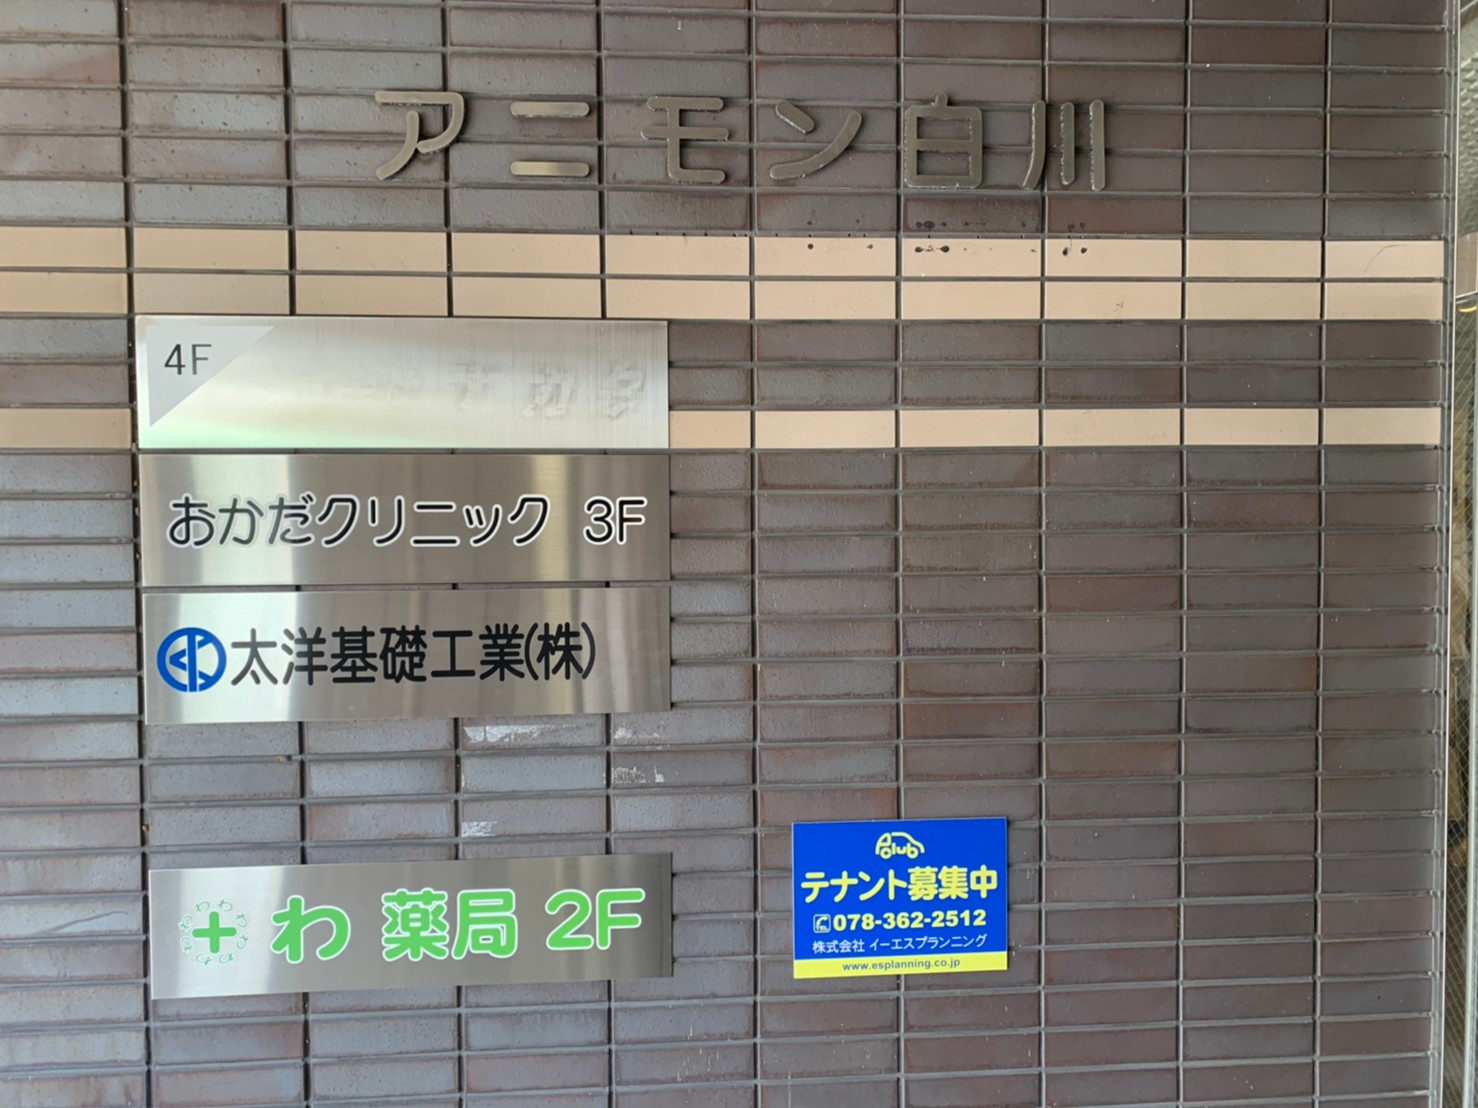 アニモン白川
4F
おかだクリニック 3F
太洋基礎工業(株)
わ 薬局 2F
Club
テナント募集中
TEL 078-362-2512
株式会社 イーエスプランニング
www.esplanning.co.jp